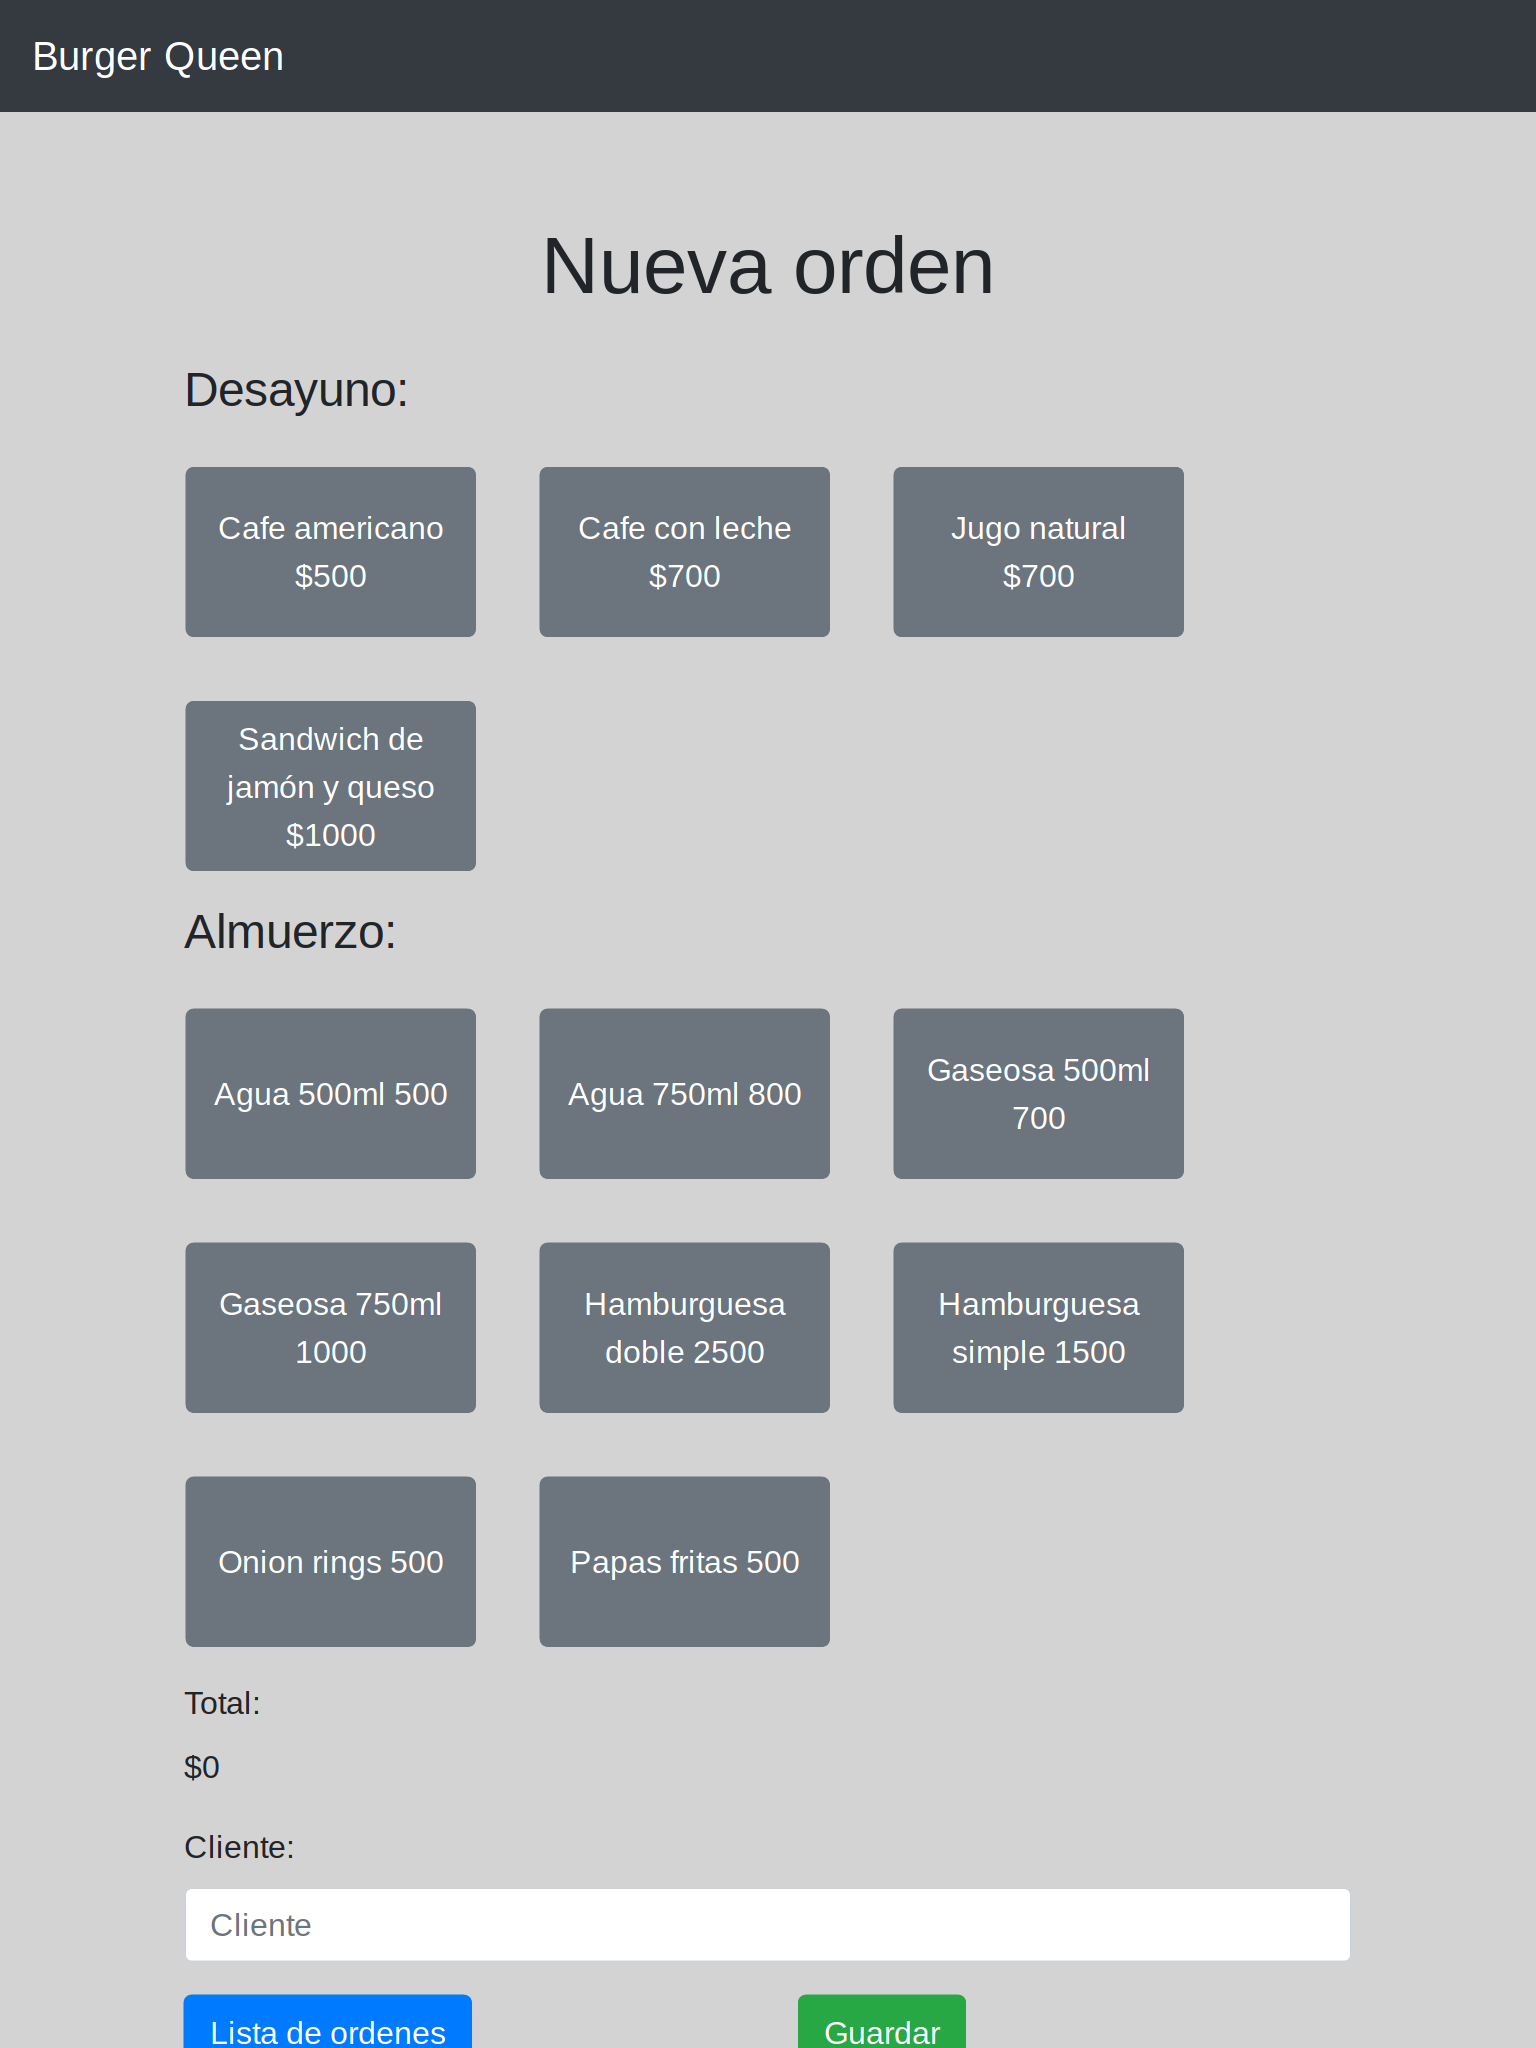 Burger Queen
Nueva orden
Desayuno:
Cafe americano
$500
Cafe con leche
$700
Jugo natural
$700
Sandwich de
jamón y queso
$1000
Almuerzo:
Agua 500ml 500
Agua 750ml 800
Gaseosa 500ml
700
Gaseosa 750ml
1000
Hamburguesa
doble 2500
Hamburguesa
simple 1500
Onion rings 500
Papas fritas 500
Total:
$0
Cliente:
Cliente
Lista de ordenes
Guardar